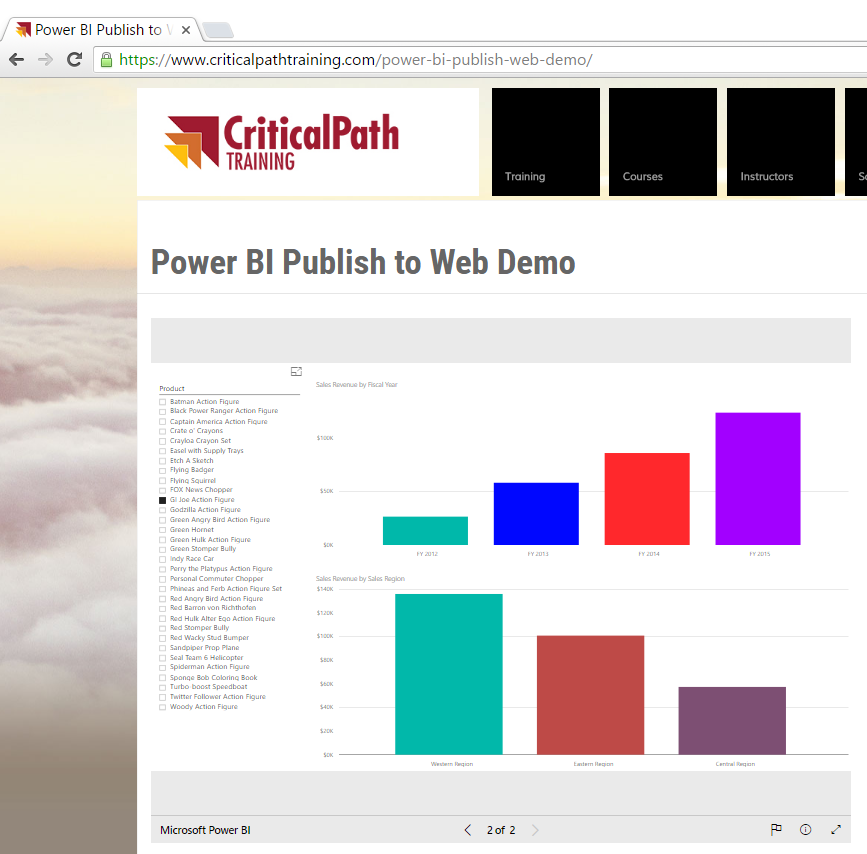 Power BI Publish to W
https://www.criticalpathtraining.com/power-bi-publish-web-demo/
CriticalPath
TRAINING
Training
Courses
Instructors
Power BI Publish to Web Demo
Product
Batman Action Figure
Black Power Ranger Action Figure
Captain America Action Figure
Crate o' Crayons
Crayloa Crayon Set
Easel with Supply Trays
Etch A Sketch
Flying Badger
Flying Squirrel
FOX News Chopper
GI Joe Action Figure
Godzilla Action Figure
Green Angry Bird Action Figure
Green Hornet
Green Hulk Action Figure
Green Stomper Bully
Indy Race Car
Perry the Platypus Action Figure
Personal Commuter Chopper
Phineas and Ferb Action Figure Set
Red Angry Bird Action Figure
Red Barron von Richthofen
Red Hulk Alter Ego Action Figure
Red Stomper Bully
Red Wacky Stud Bumper
Sandpiper Prop Plane
Seal Team 6 Helicopter
Spiderman Action Figure
Sponge Bob Coloring Book
Turbo-boost Speedboat
Twitter Follower Action Figure
Woody Action Figure
Sales Revenue by Fiscal Year
$100K
$50K
$0K
FY 2012 FY 2013 FY 2014 FY 2015
Sales Revenue by Sales Region
$140K
$120K
$100K
$80K
$60K
$40K
$20K
$0K
Western Region Eastern Region Central Region
Microsoft Power BI
2 of 2